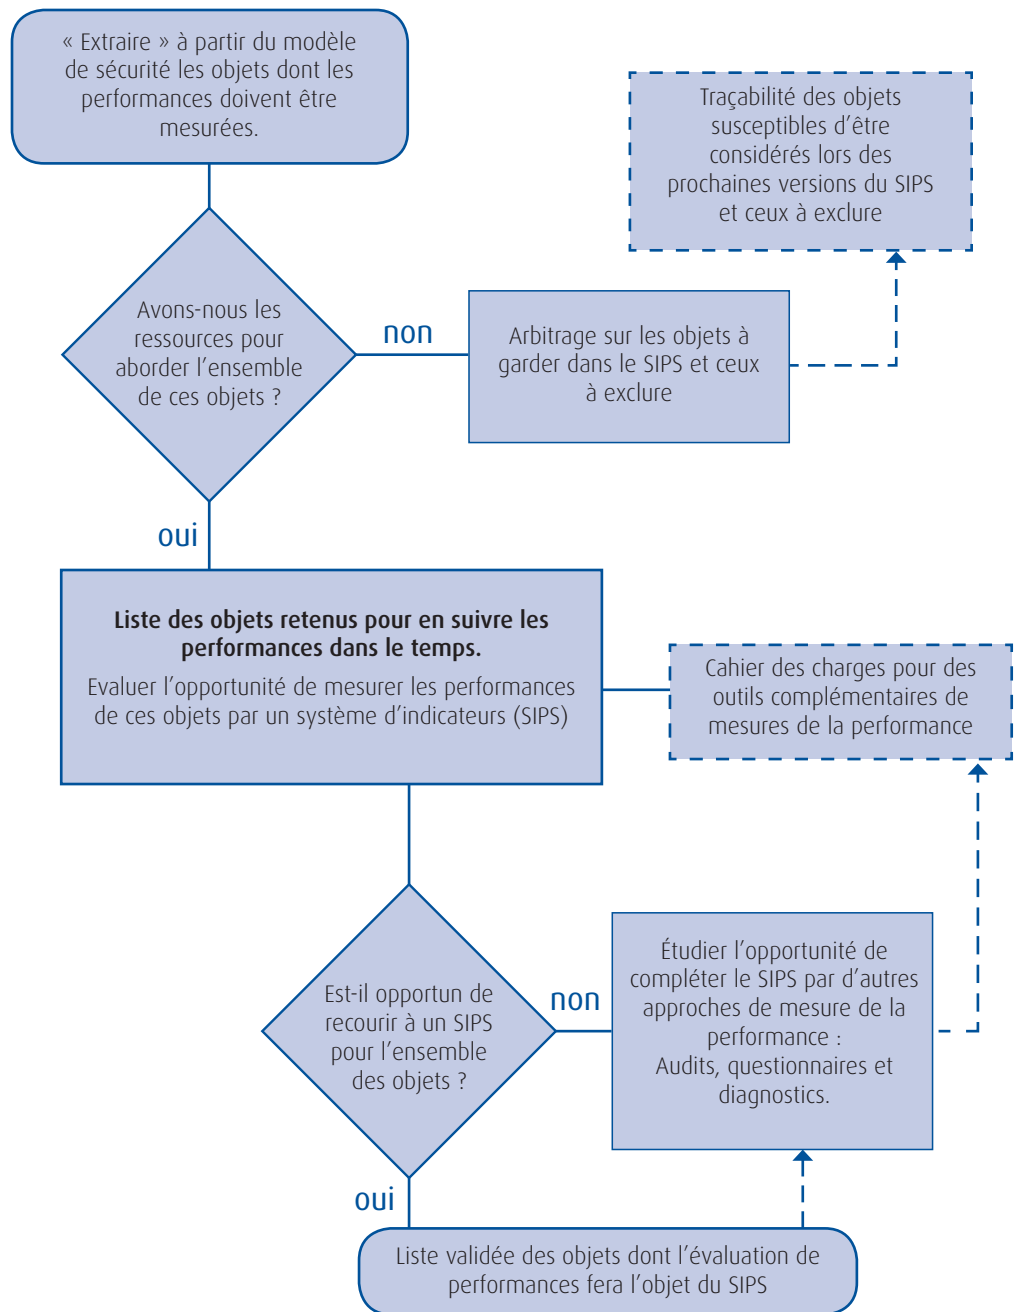 « Extraire » à partir du modèle
de sécurité les objets dont les
performances doivent être
mesurées.
Traçabilité des objets
susceptibles d’être
considérés lors des
prochaines versions du SIPS
et ceux à exclure
Avons-nous les
ressources pour
aborder l’ensemble
de ces objets ?
non
Arbitrage sur les objets à
garder dans le SIPS et ceux
à exclure
oui
Liste des objets retenus pour en suivre les
performances dans le temps.
Evaluer l’opportunité de mesurer les performances
de ces objets par un système d’indicateurs (SIPS)
Cahier des charges pour des
outils complémentaires de
mesures de la performance
Est-il opportun de
recourir à un SIPS
pour l’ensemble
des objets ?
non
Étudier l’opportunité de
compléter le SIPS par d’autres
approches de mesure de la
performance :
Audits, questionnaires et
diagnostics.
oui
Liste validée des objets dont l’évaluation de
performances fera l’objet du SIPS